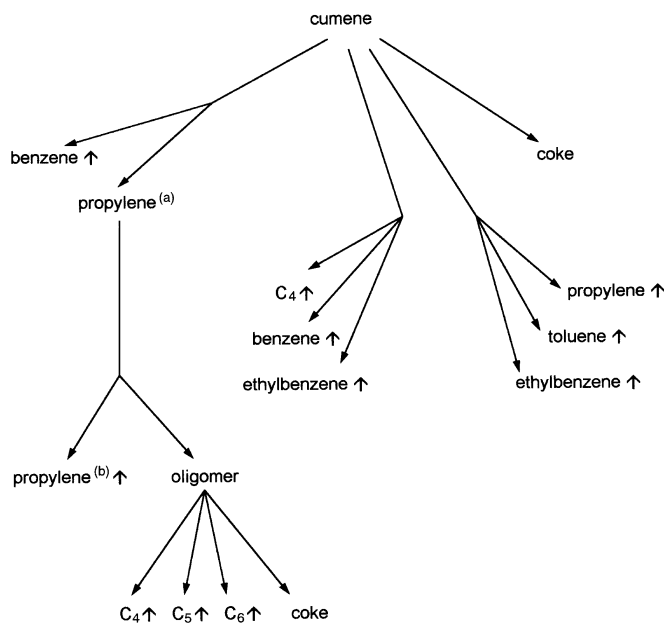 cumene
benzene ↑
coke
propylene (a)
C₄ ↑
propylene ↑
benzene ↑
toluene ↑
ethylbenzene ↑
ethylbenzene ↑
propylene (b) ↑
oligomer
C₄ ↑ C₅ ↑ C₆ ↑ coke